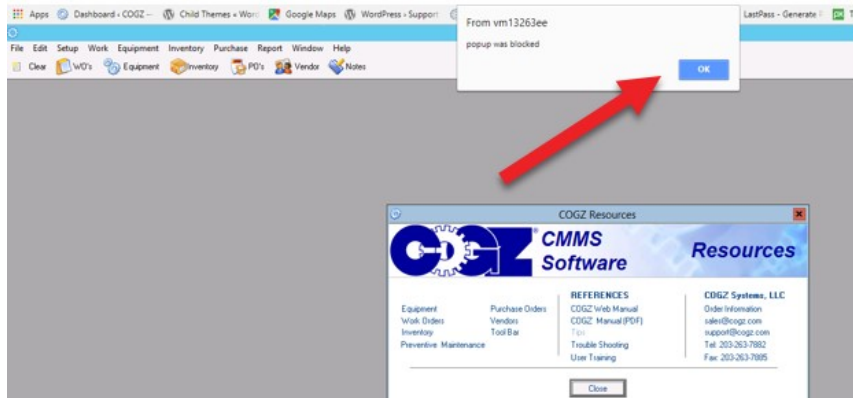 Apps Dashboard ‹ COGZ — Child Themes « Word Google Maps WordPress › Support LastPass - Generate
From vm13263ee
popup was blocked
OK
File Edit Setup Work Equipment Inventory Purchase Report Window Help
Clear WO's Equipment Inventory PO's Vendor Notes
COGZ Resources
COGZ CMMS Software Resources
Equipment Purchase Orders
Work Orders Vendors
Inventory Tool Bar
Preventive Maintenance
REFERENCES
COGZ Web Manual
COGZ Manual (PDF)
Tips
Trouble Shooting
User Training
COGZ Systems, LLC
Order Information
sales@cogz.com
support@cogz.com
Tel: 203-263-7882
Fax: 203-263-7885
Close